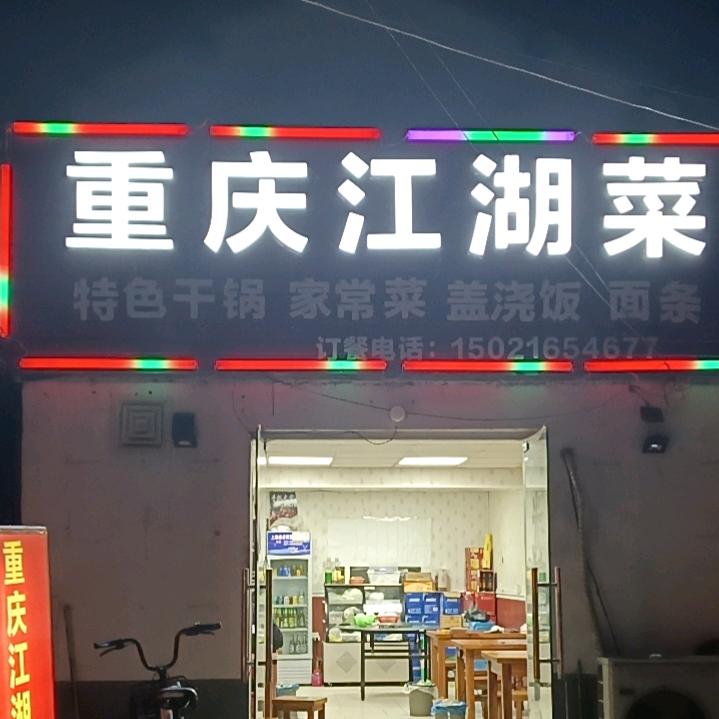 重庆江湖菜
特色干锅 家常菜 盖浇饭 面条
订餐电话：15021654677
重庆江湖